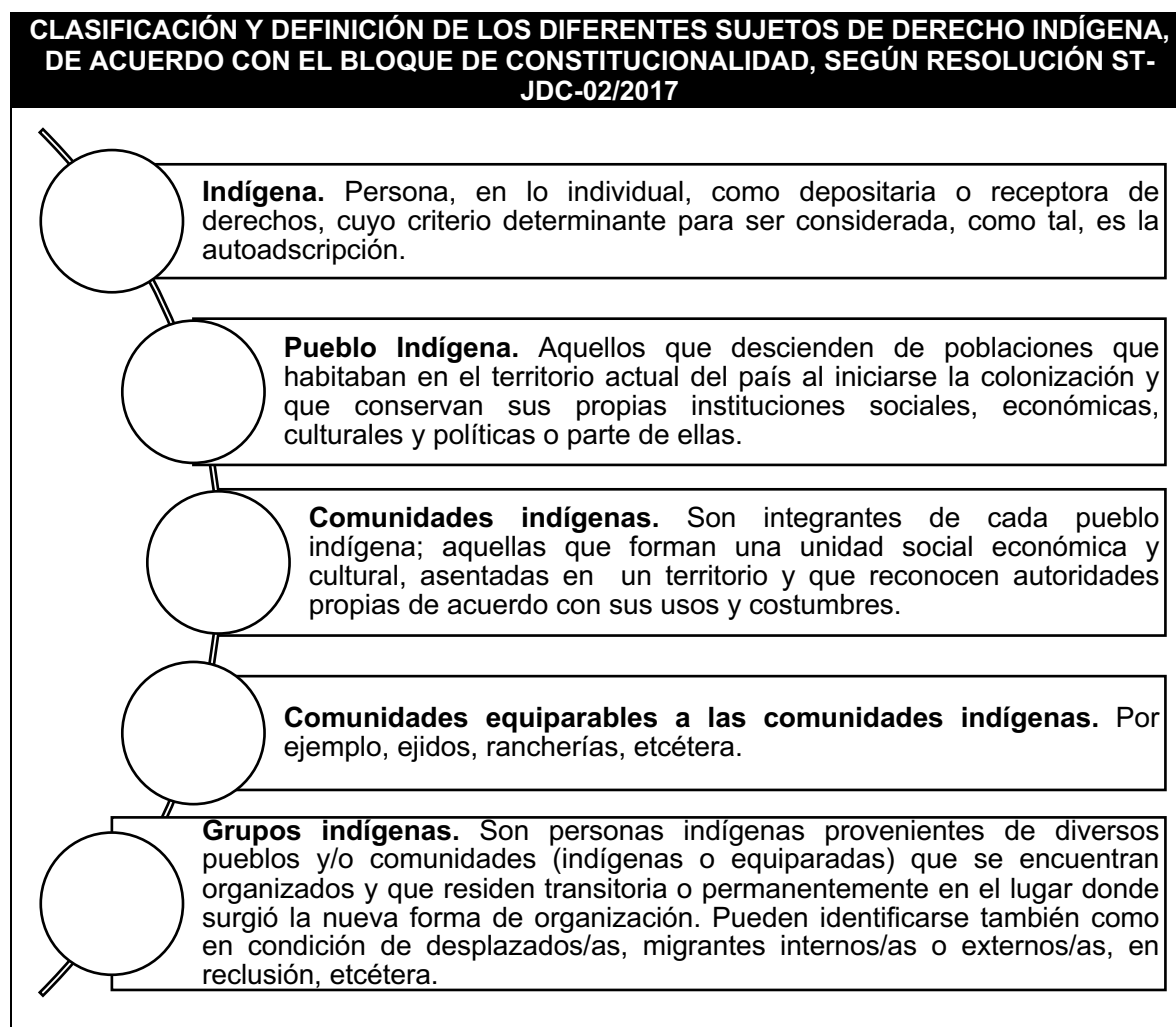 CLASIFICACIÓN Y DEFINICIÓN DE LOS DIFERENTES SUJETOS DE DERECHO INDÍGENA,
DE ACUERDO CON EL BLOQUE DE CONSTITUCIONALIDAD, SEGÚN RESOLUCIÓN ST-
JDC-02/2017
Indígena. Persona, en lo individual, como depositaria o receptora de
derechos, cuyo criterio determinante para ser considerada, como tal, es la
autoadscripción.
Pueblo Indígena. Aquellos que descienden de poblaciones que
habitaban en el territorio actual del país al iniciarse la colonización y
que conservan sus propias instituciones sociales, económicas,
culturales y políticas o parte de ellas.
Comunidades indígenas. Son integrantes de cada pueblo
indígena; aquellas que forman una unidad social económica y
cultural, asentadas en un territorio y que reconocen autoridades
propias de acuerdo con sus usos y costumbres.
Comunidades equiparables a las comunidades indígenas. Por
ejemplo, ejidos, rancherías, etcétera.
Grupos indígenas. Son personas indígenas provenientes de diversos
pueblos y/o comunidades (indígenas o equiparadas) que se encuentran
organizados y que residen transitoria o permanentemente en el lugar donde
surgió la nueva forma de organización. Pueden identificarse también como
en condición de desplazados/as, migrantes internos/as o externos/as, en
reclusión, etcétera.